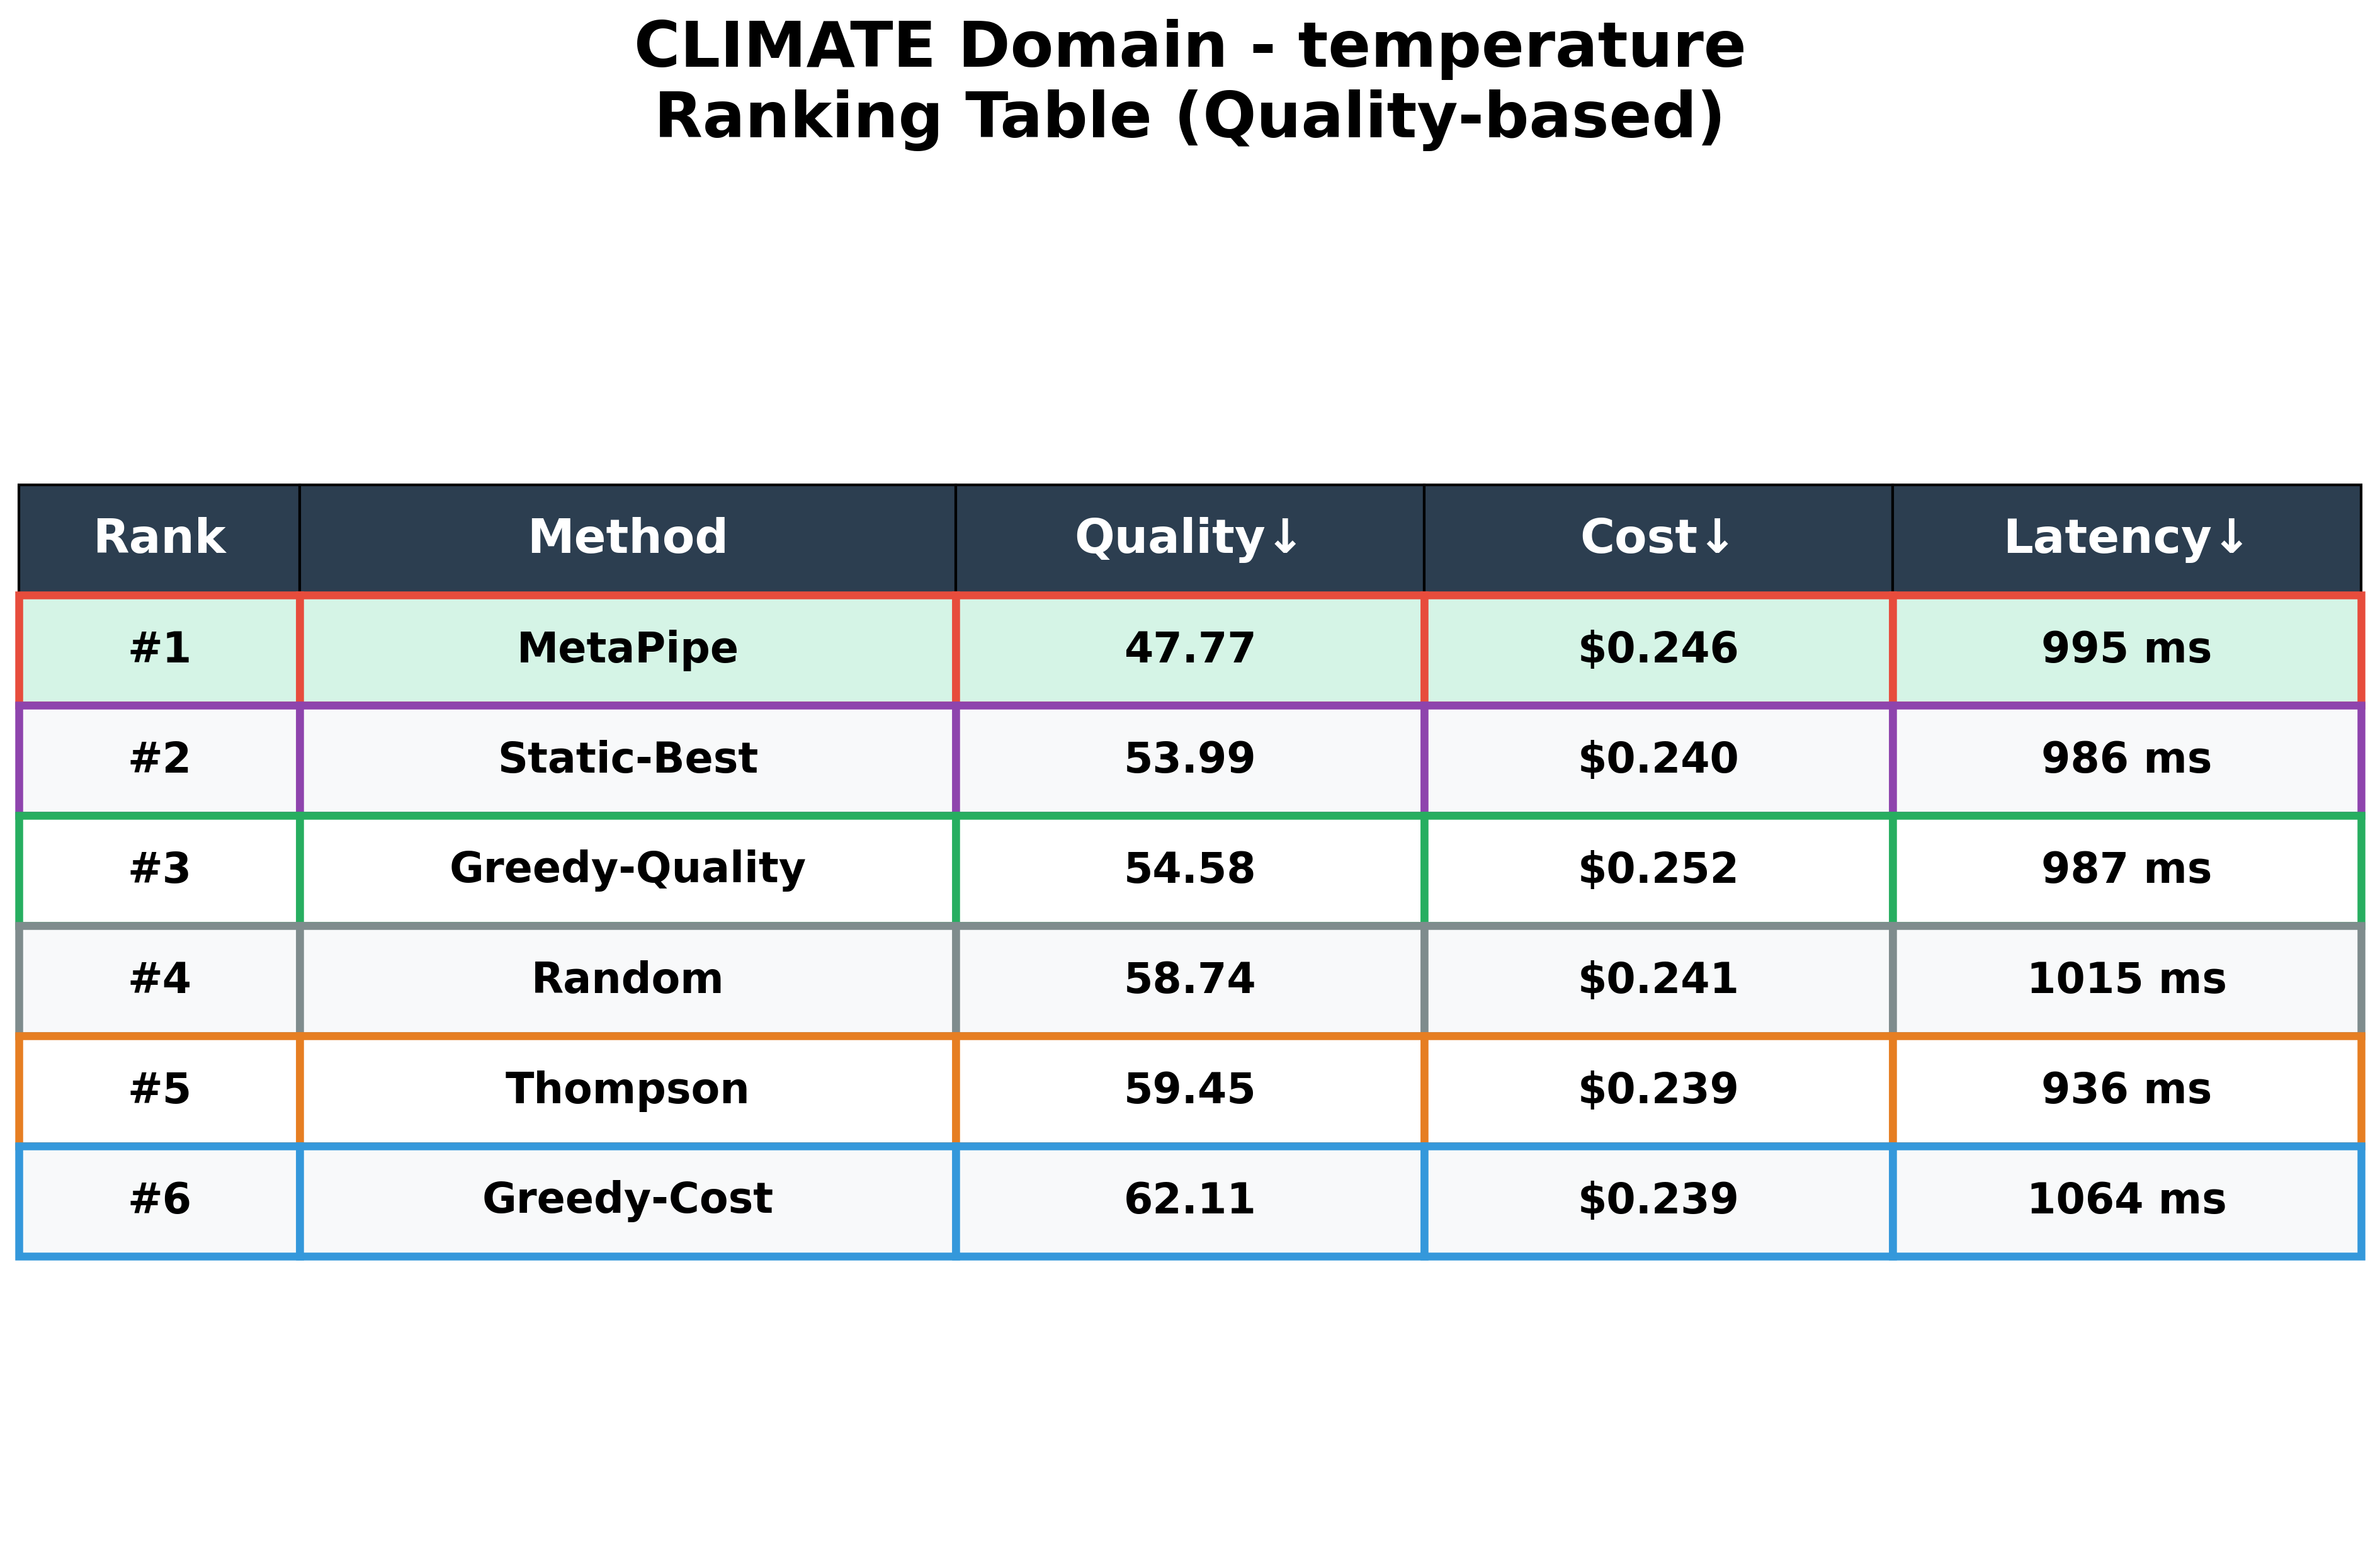 CLIMATE Domain - temperature
Ranking Table (Quality-based)
Rank Method Quality↓ Cost↓ Latency↓
#1 MetaPipe 47.77 $0.246 995 ms
#2 Static-Best 53.99 $0.240 986 ms
#3 Greedy-Quality 54.58 $0.252 987 ms
#4 Random 58.74 $0.241 1015 ms
#5 Thompson 59.45 $0.239 936 ms
#6 Greedy-Cost 62.11 $0.239 1064 ms